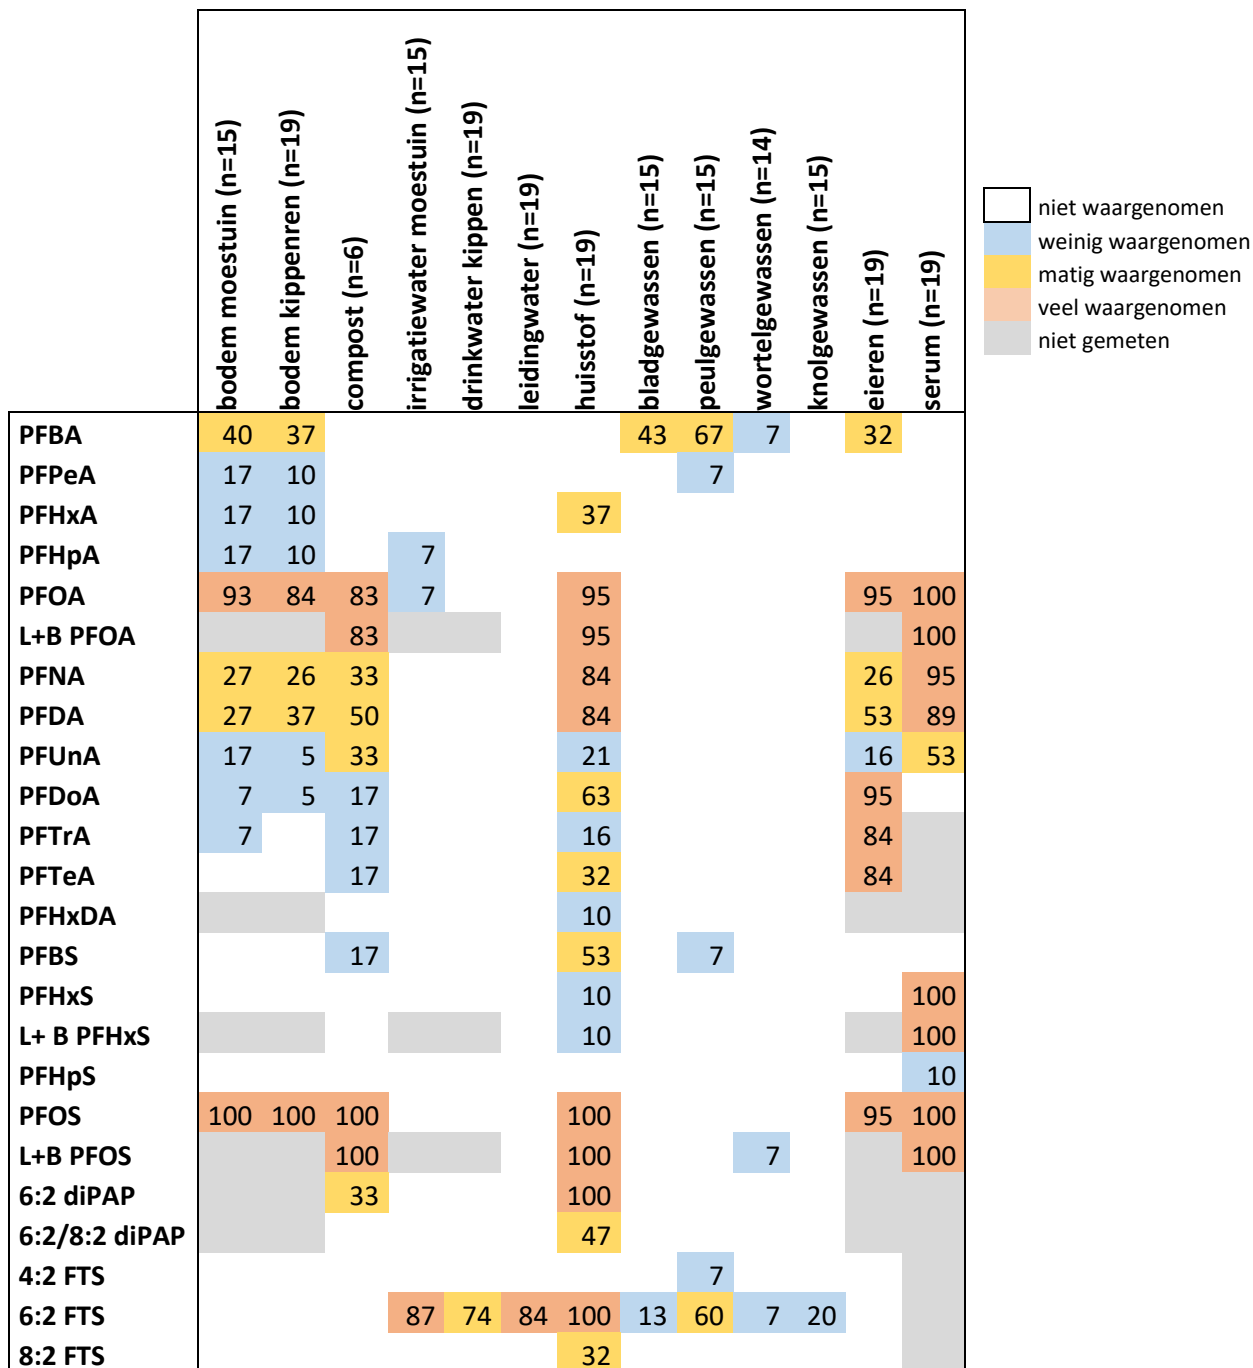 bodem moestuin (n=15)
bodem kippenren (n=19)
compost (n=6)
irrigatiewater moestuin (n=15)
drinkwater kippen (n=19)
leidingwater (n=19)
huisstof (n=19)
bladgewassen (n=15)
peulgewassen (n=15)
wortelgewassen (n=14)
knolgewassen (n=15)
eieren (n=19)
serum (n=19)
niet waargenomen
weinig waargenomen
matig waargenomen
veel waargenomen
niet gemeten
PFBA 40 37 43 67 7 32
PFPeA 17 10 7
PFHxA 17 10 37
PFHpA 17 10 7
PFOA 93 84 83 7 95 95 100
L+B PFOA 83 95 100
PFNA 27 26 33 84 26 95
PFDA 27 37 50 84 53 89
PFUnA 17 5 33 21 16 53
PFDoA 7 5 17 63 95
PFTrA 7 17 16 84
PFTeA 17 32 84
PFHxDA 10
PFBS 17 53 7
PFHxS 10 100
L+ B PFHxS 10 100
PFHpS 10
PFOS 100 100 100 100 95 100
L+B PFOS 100 100 7 100
6:2 diPAP 33 100
6:2/8:2 diPAP 47
4:2 FTS 7
6:2 FTS 87 74 84 100 13 60 7 20
8:2 FTS 32